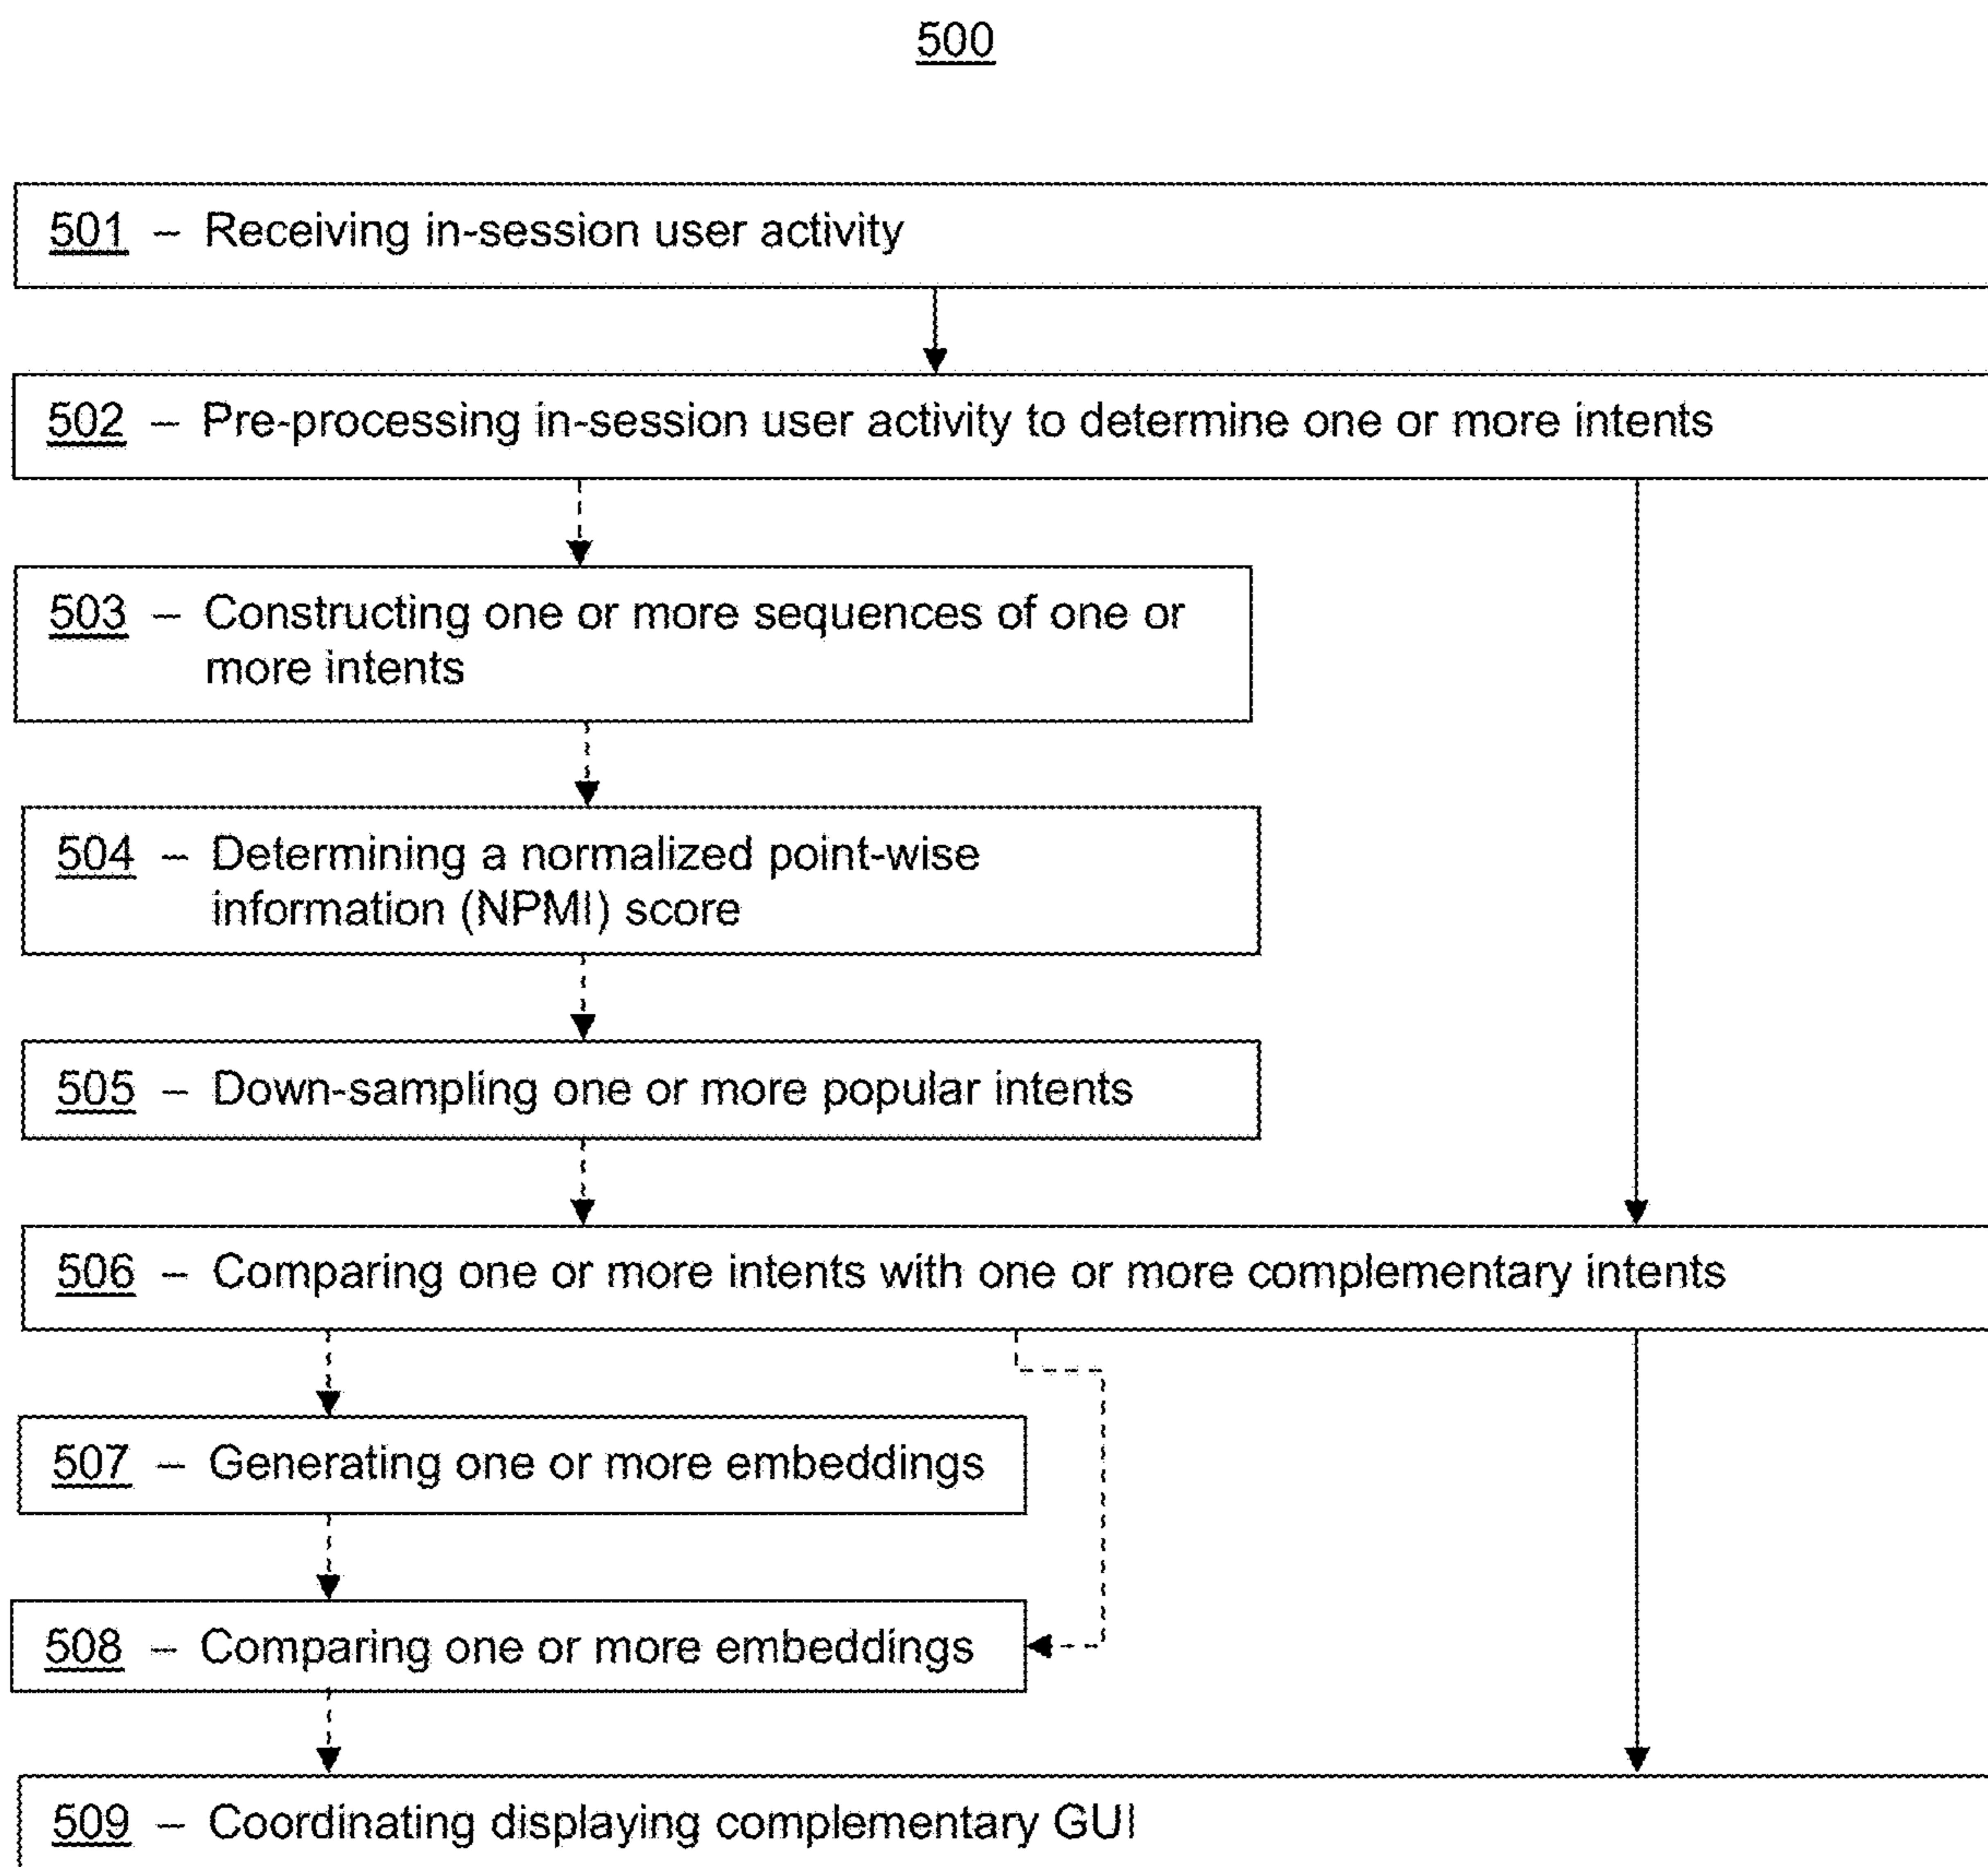 500
501 – Receiving in-session user activity
502 – Pre-processing in-session user activity to determine one or more intents
503 – Constructing one or more sequences of one or
more intents
504 – Determining a normalized point-wise
information (NPMI) score
505 – Down-sampling one or more popular intents
506 – Comparing one or more intents with one or more complementary intents
507 – Generating one or more embeddings
508 – Comparing one or more embeddings
509 – Coordinating displaying complementary GUI